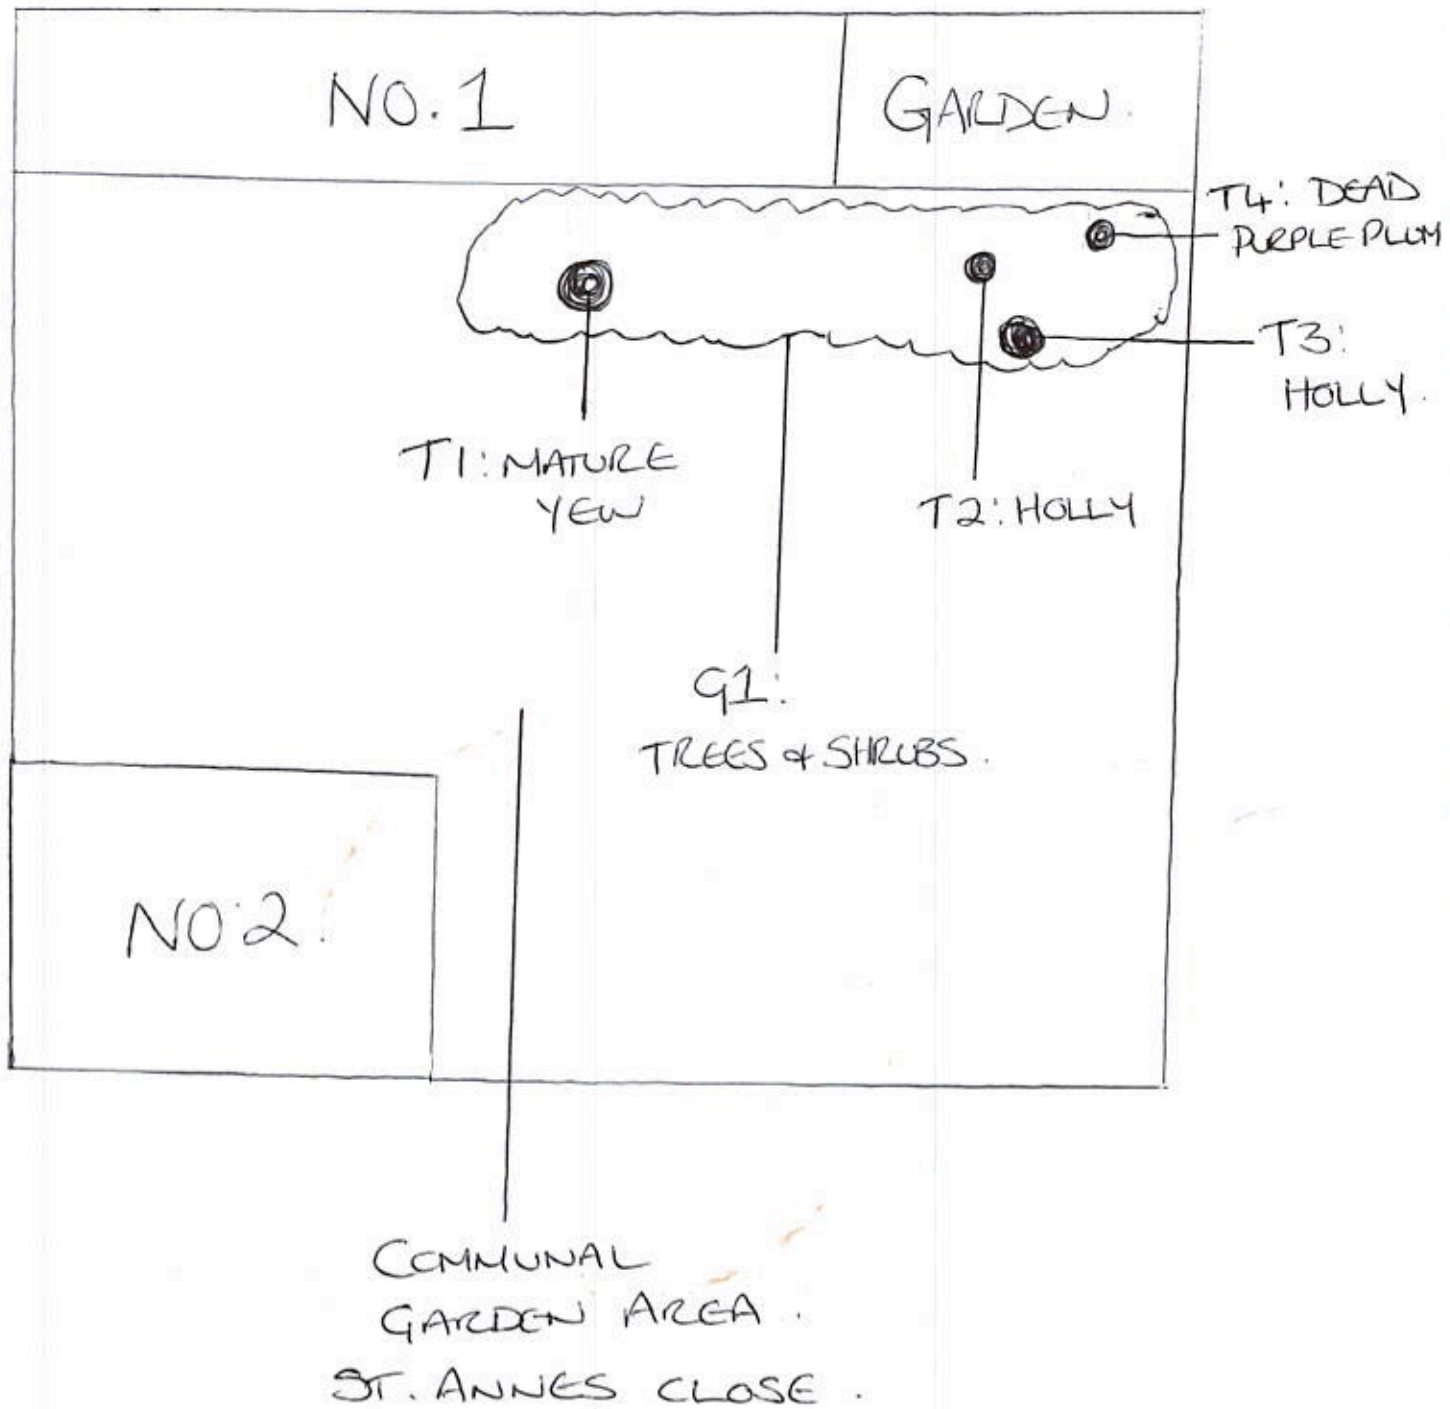 NO.1
GARDEN.
T4: DEAD
PURPLE PLUM
T3:
HOLLY.
T1: MATURE
YEW
T2: HOLLY
G1:
TREES & SHRUBS.
NO.2.
COMMUNAL
GARDEN AREA.
ST. ANNES CLOSE.